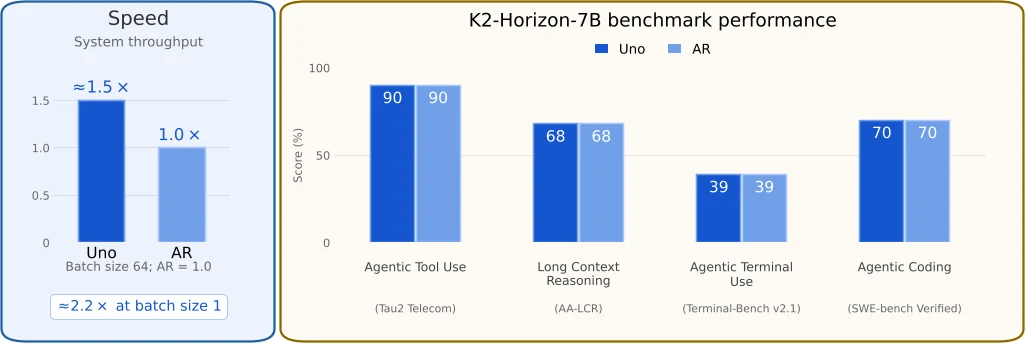 Speed
System throughput
≈1.5 ×
1.5
1.0 ×
1.0
0.5
0
Uno
AR
Batch size 64; AR = 1.0
≈2.2 × at batch size 1
K2-Horizon-7B benchmark performance
Uno
AR
100
50
0
Score (%)
90
90
68
68
39
39
70
70
Agentic Tool Use
(Tau2 Telecom)
Long Context
Reasoning
(AA-LCR)
Agentic Terminal
Use
(Terminal-Bench v2.1)
Agentic Coding
(SWE-bench Verified)